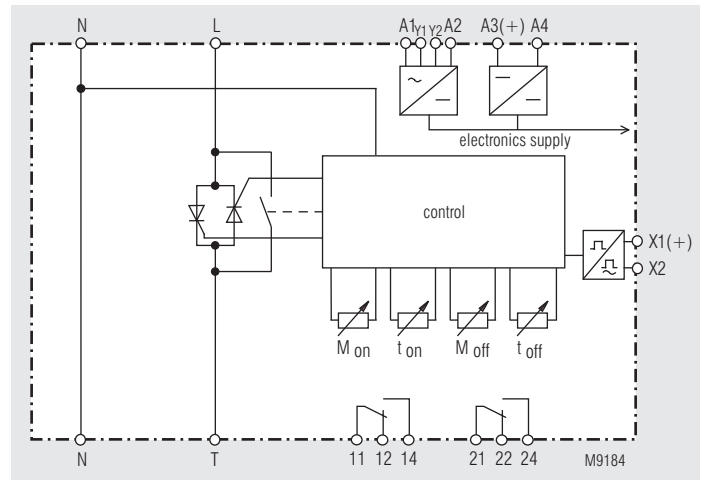 N L A1 Y1 Y2 A2 A3(+) A4
electronics supply
control
X1(+)
X2
M on t on M off t off
N T 11 12 14 21 22 24
M9184